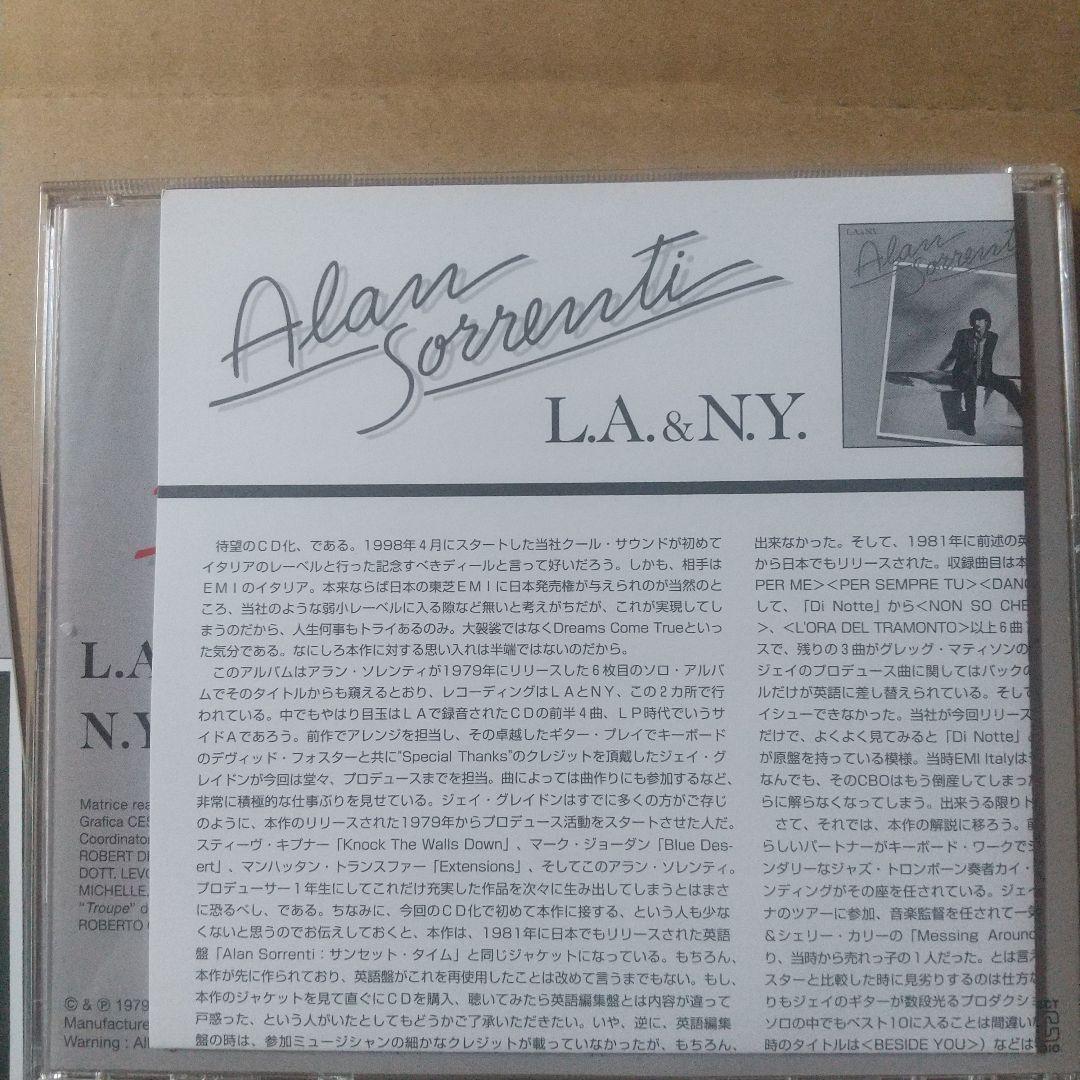 Alan
Sorrenti
L.A. & N.Y.
L.A. & N.Y.
Alan
Sorrenti
待望のCD化、である。1998年4月にスタートした当社クール・サウンドが初めて
イタリアのレーベルと行った記念すべきディールと言って好いだろう。しかも、相手は
EMIのイタリア。本来ならば日本の東芝EMIに日本発売権が与えられのが当然のと
ころ、当社のような弱小レーベルに入る隙など無いと考えがちだが、これが実現してし
まうのだから、人生何事もトライあるのみ。大袈裟ではなくDreams Come Trueといっ
た気分である。なにしろ本作に対する思い入れは半端ではないのだから。
このアルバムはアラン・ソレンティが1979年にリリースした6枚目のソロ・アルバ
ムでそのタイトルからも窺えるとおり、レコーディングはLAとNY、この2カ所で行
われている。中でもやはり目玉はLAで録音されたCDの前半4曲、LP時代でいうサ
イドAであろう。前作でアレンジを担当し、その卓越したギター・プレイでキーボード
のデヴィッド・フォスターと共に“Special Thanks”のクレジットを頂戴したジェイ・グ
レイドンが今回は堂々、プロデュースまでを担当。曲によっては曲作りにも参加するなど、
非常に積極的な仕事ぶりを見せている。ジェイ・グレイドンはすでに多くの方がご存じ
のように、本作のリリースされた1979年からプロデュース活動をスタートさせた人だ。
スティーヴ・キプナー「Knock The Walls Down」、マーク・ジョーダン「Blue Des-
ert」、マンハッタン・トランスファー「Extensions」、そしてこのアラン・ソレンティ。
プロデューサー1年生にしてこれだけ充実した作品を次々に生み出してしまうとはまさ
に恐るべし、である。ちなみに、今回のCD化で初めて本作に接する、という人も少な
くないと思うのでお伝えしておくと、本作は、1981年に日本でもリリースされた英語
盤「Alan Sorrenti：サンセット・タイム」と同じジャケットになっている。もちろん、
本作が先に作られており、英語盤がこれを再使用したことは改めて言うまでもない。もし、
本作のジャケットを見て直ぐにCDを購入、聴いてみたら英語編集盤とは内容が違って
戸惑った、という人がいたとしてもどうかご了承いただきたい。いや、逆に、英語編集
盤の時は、参加ミュージシャンの細かなクレジットが載っていなかったが、もちろん、
出来なかった。そして、1981年に前述の英
から日本でもリリースされた。収録曲目は本
PER ME><PER SEMPRE TU><DANC
して、「Di Notte」から<NON SO CHE
>、<L'ORA DEL TRAMONTO>以上6曲
スで、残りの3曲がグレッグ・マティソンの
ジェイのプロデュース曲に関してはバックの
ルだけが英語に差し替えられている。そして
イシューできなかった。当社が今回リリース
だけで、よくよく見てみると「Di Notte」
が原盤を持っている模様。当時EMI Italyは
なんでも、そのCBOはもう倒産してしまっ
らに解らなくなってしまう。出来うる限り
さて、それでは、本作の解説に移ろう。
らしいパートナーがキーボード・ワークで
ンダリーなジャズ・トロンボーン奏者カイ・
ンディングがその座を任されている。ジェイ
ナのツアーに参加、音楽監督を任されて一
＆シェリー・カリーの「Messing Around
り、当時から売れっ子の1人だった。とは言え
スターと比較した時に見劣りするのは仕方
りもジェイのギターが数段光るプロダクショ
ソロの中でもベスト10に入ることは間違い
時のタイトルは<BESIDE YOU>）などは
L.A
N.Y
Matrice rea
Grafica CES
Coordinator
ROBERT DE
DOTT. LEVO
MICHELLE
“Troupe” d
ROBERTO
© & ℗ 1979
Manufacture
Warning : All